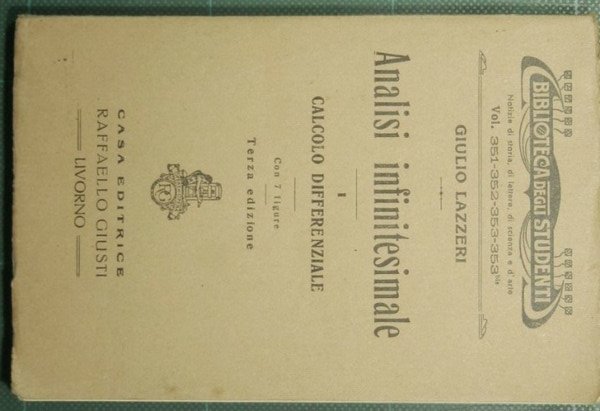 BIBLIOTECA DEGLI STUDENTI
Notizie di storia, di lettere, di scienze e d'arte
Vol. 351-352-353-353bis
GIULIO LAZZERI
Analisi infinitesimale
I
CALCOLO DIFFERENZIALE
Con 7 figure
Terza edizione
CASA EDITRICE
RAFFAELLO GIUSTI
LIVORNO